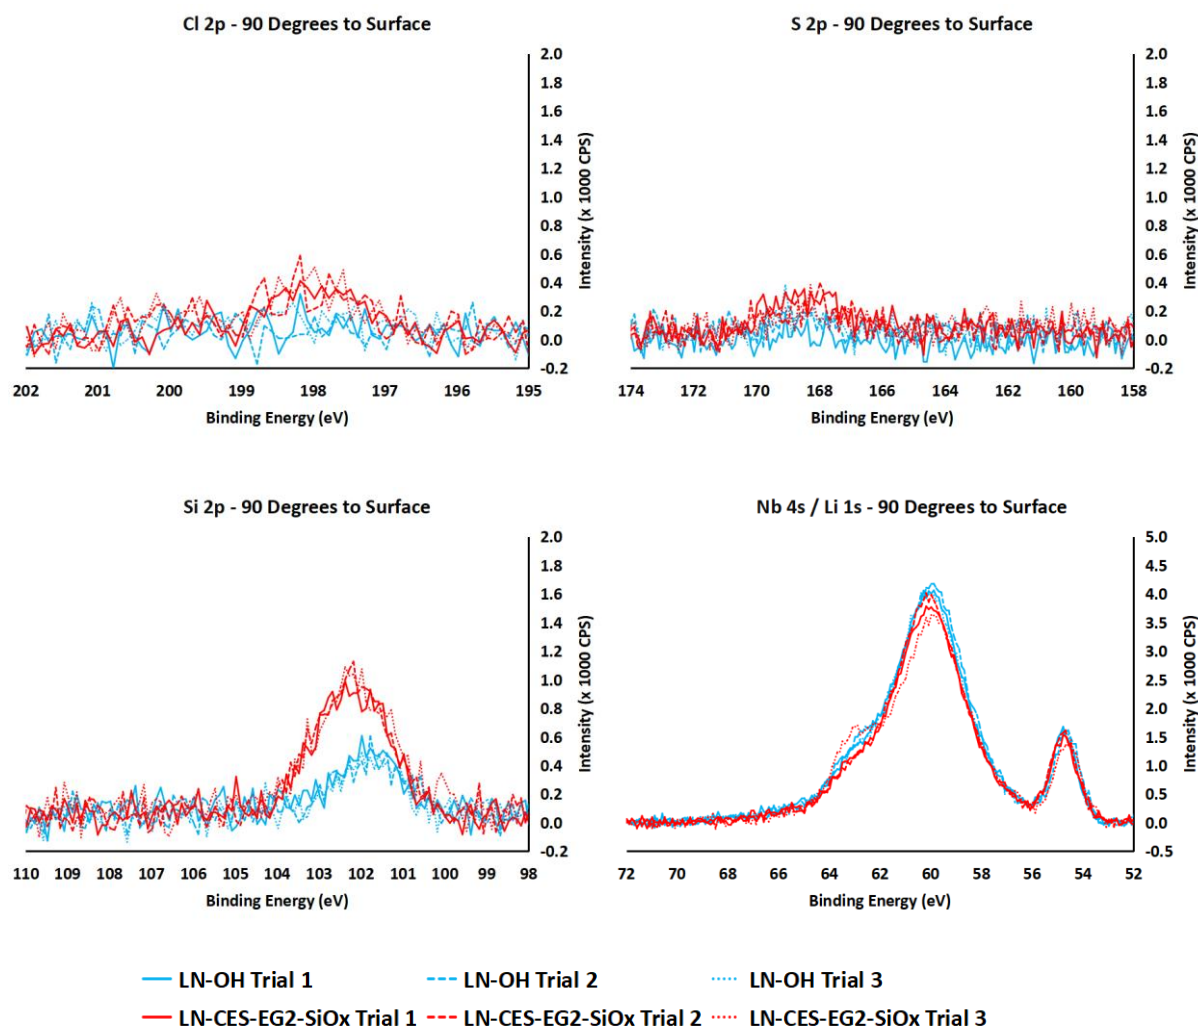 Cl 2p - 90 Degrees to Surface
2.0
1.8
1.6
1.4
1.2
1.0
0.8
0.6
0.4
0.2
0.0
-0.2
Intensity (x 1000 CPS)
202 201 200 199 198 197 196 195
Binding Energy (eV)
S 2p - 90 Degrees to Surface
2.0
1.8
1.6
1.4
1.2
1.0
0.8
0.6
0.4
0.2
0.0
-0.2
Intensity (x 1000 CPS)
174 172 170 168 166 164 162 160 158
Binding Energy (eV)
Si 2p - 90 Degrees to Surface
2.0
1.8
1.6
1.4
1.2
1.0
0.8
0.6
0.4
0.2
0.0
-0.2
Intensity (x 1000 CPS)
110 109 108 107 106 105 104 103 102 101 100 99 98
Binding Energy (eV)
Nb 4s / Li 1s - 90 Degrees to Surface
5.0
4.5
4.0
3.5
3.0
2.5
2.0
1.5
1.0
0.5
0.0
-0.5
Intensity (x 1000 CPS)
72 70 68 66 64 62 60 58 56 54 52
Binding Energy (eV)
LN-OH Trial 1 LN-OH Trial 2 LN-OH Trial 3
LN-CES-EG2-SiOx Trial 1 LN-CES-EG2-SiOx Trial 2 LN-CES-EG2-SiOx Trial 3